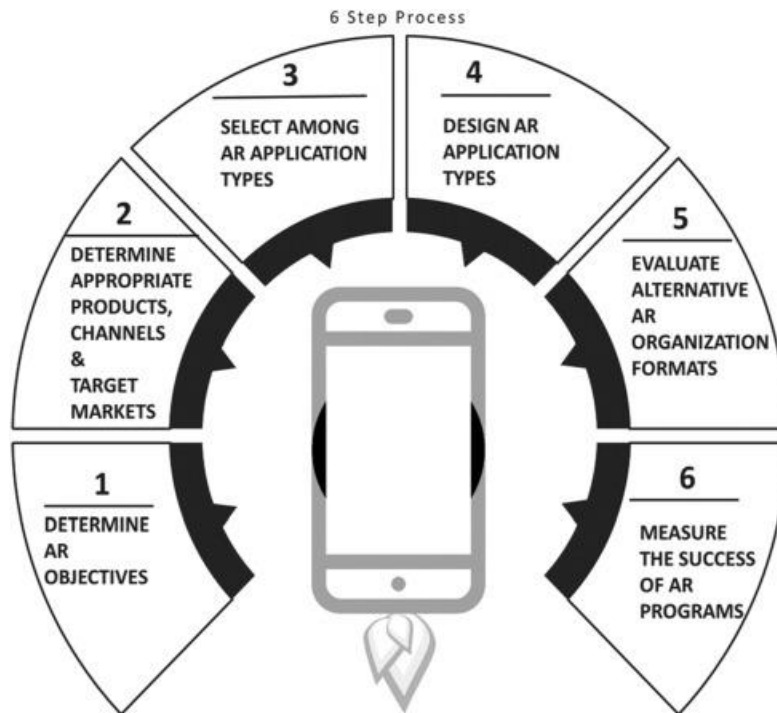 6 Step Process
1
DETERMINE
AR
OBJECTIVES
2
DETERMINE
APPROPRIATE
PRODUCTS,
CHANNELS
&
TARGET
MARKETS
3
SELECT AMONG
AR APPLICATION
TYPES
4
DESIGN AR
APPLICATION
TYPES
5
EVALUATE
ALTERNATIVE
AR
ORGANIZATION
FORMATS
6
MEASURE
THE SUCCESS
OF AR
PROGRAMS